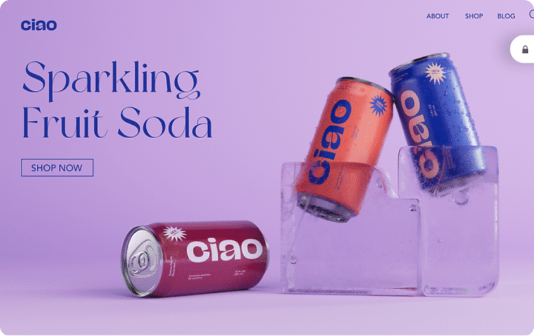 ciao
ABOUT
SHOP
BLOG
Sparkling
Fruit Soda
SHOP NOW
ciao
ciao
ciao